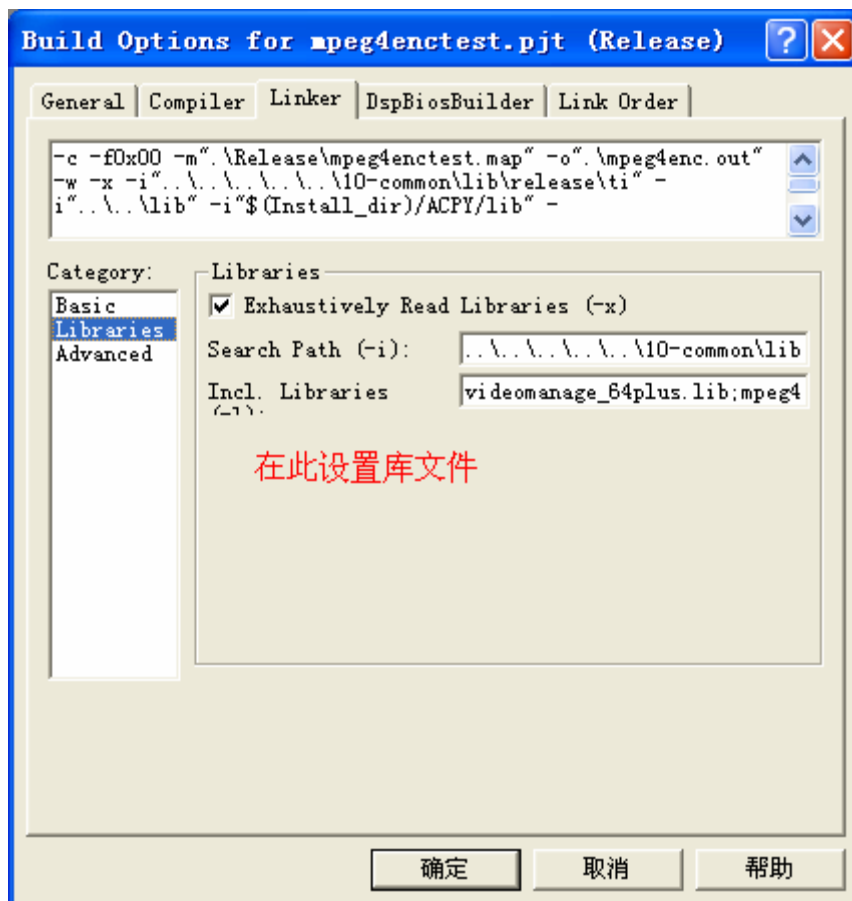 Build Options for mpeg4enctest.pjt (Release)
General Compiler Linker DspBiosBuilder Link Order
-c -f0x00 -m".\Release\mpeg4enctest.map" -o".\mpeg4enc.out"
-w -x -i"..\..\..\..\..\10-common\lib\release\ti" -
i"..\..\lib" -i"$(Install_dir)/ACPY/lib" -
Category:
Basic
Libraries
Advanced
Libraries
Exhaustively Read Libraries (-x)
Search Path (-i): ..\..\..\..\..\10-common\lib
Incl. Libraries videomanage_64plus.lib;mpeg4
(-l):
在此设置库文件
确定 取消 帮助